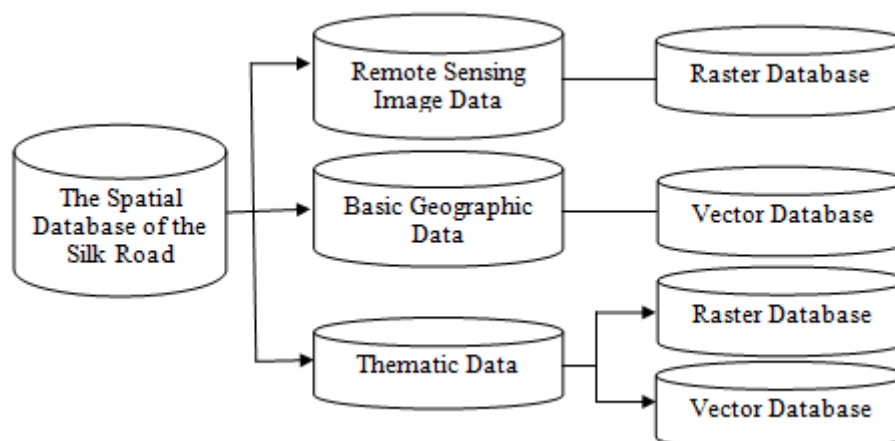 Remote Sensing
Image Data
Raster Database
The Spatial
Database of the
Silk Road
Basic Geographic
Data
Vector Database
Raster Database
Thematic Data
Vector Database